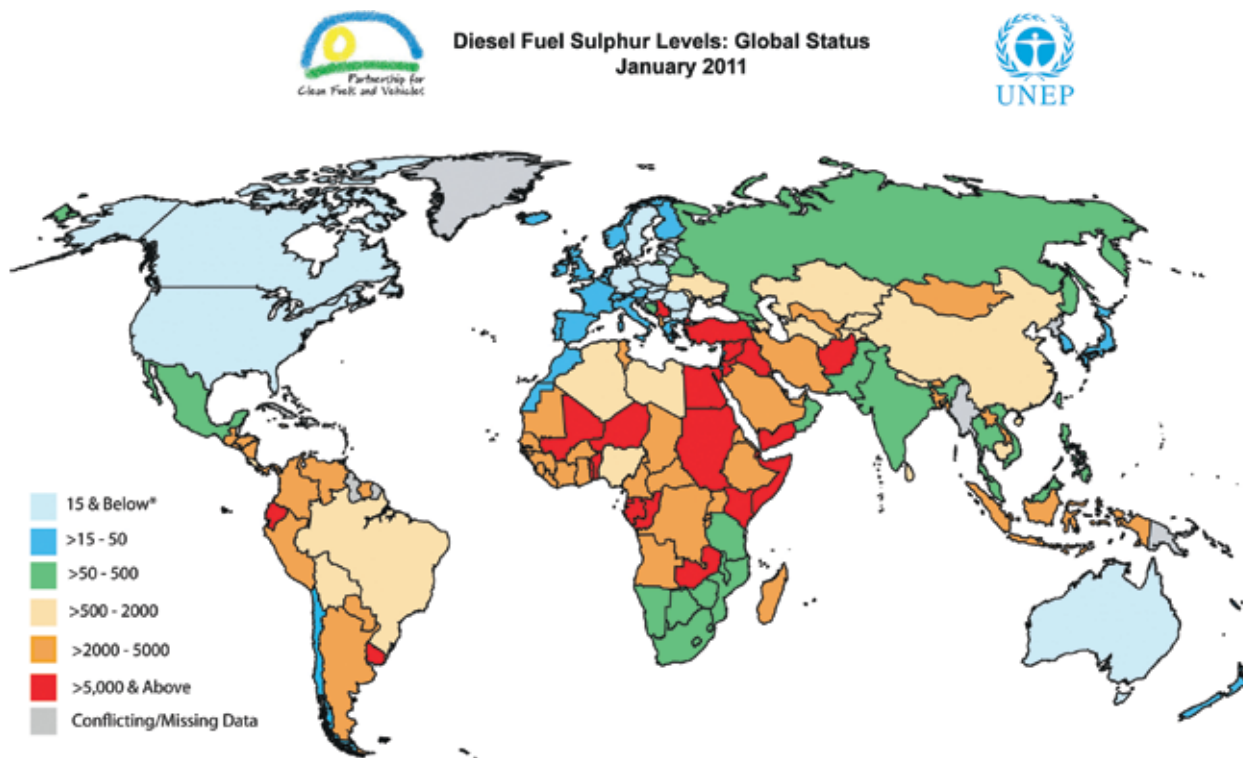 Partnership for
Clean Fuels and Vehicles
Diesel Fuel Sulphur Levels: Global Status
January 2011
UNEP
15 & Below*
>15 - 50
>50 - 500
>500 - 2000
>2000 - 5000
>5,000 & Above
Conflicting/Missing Data